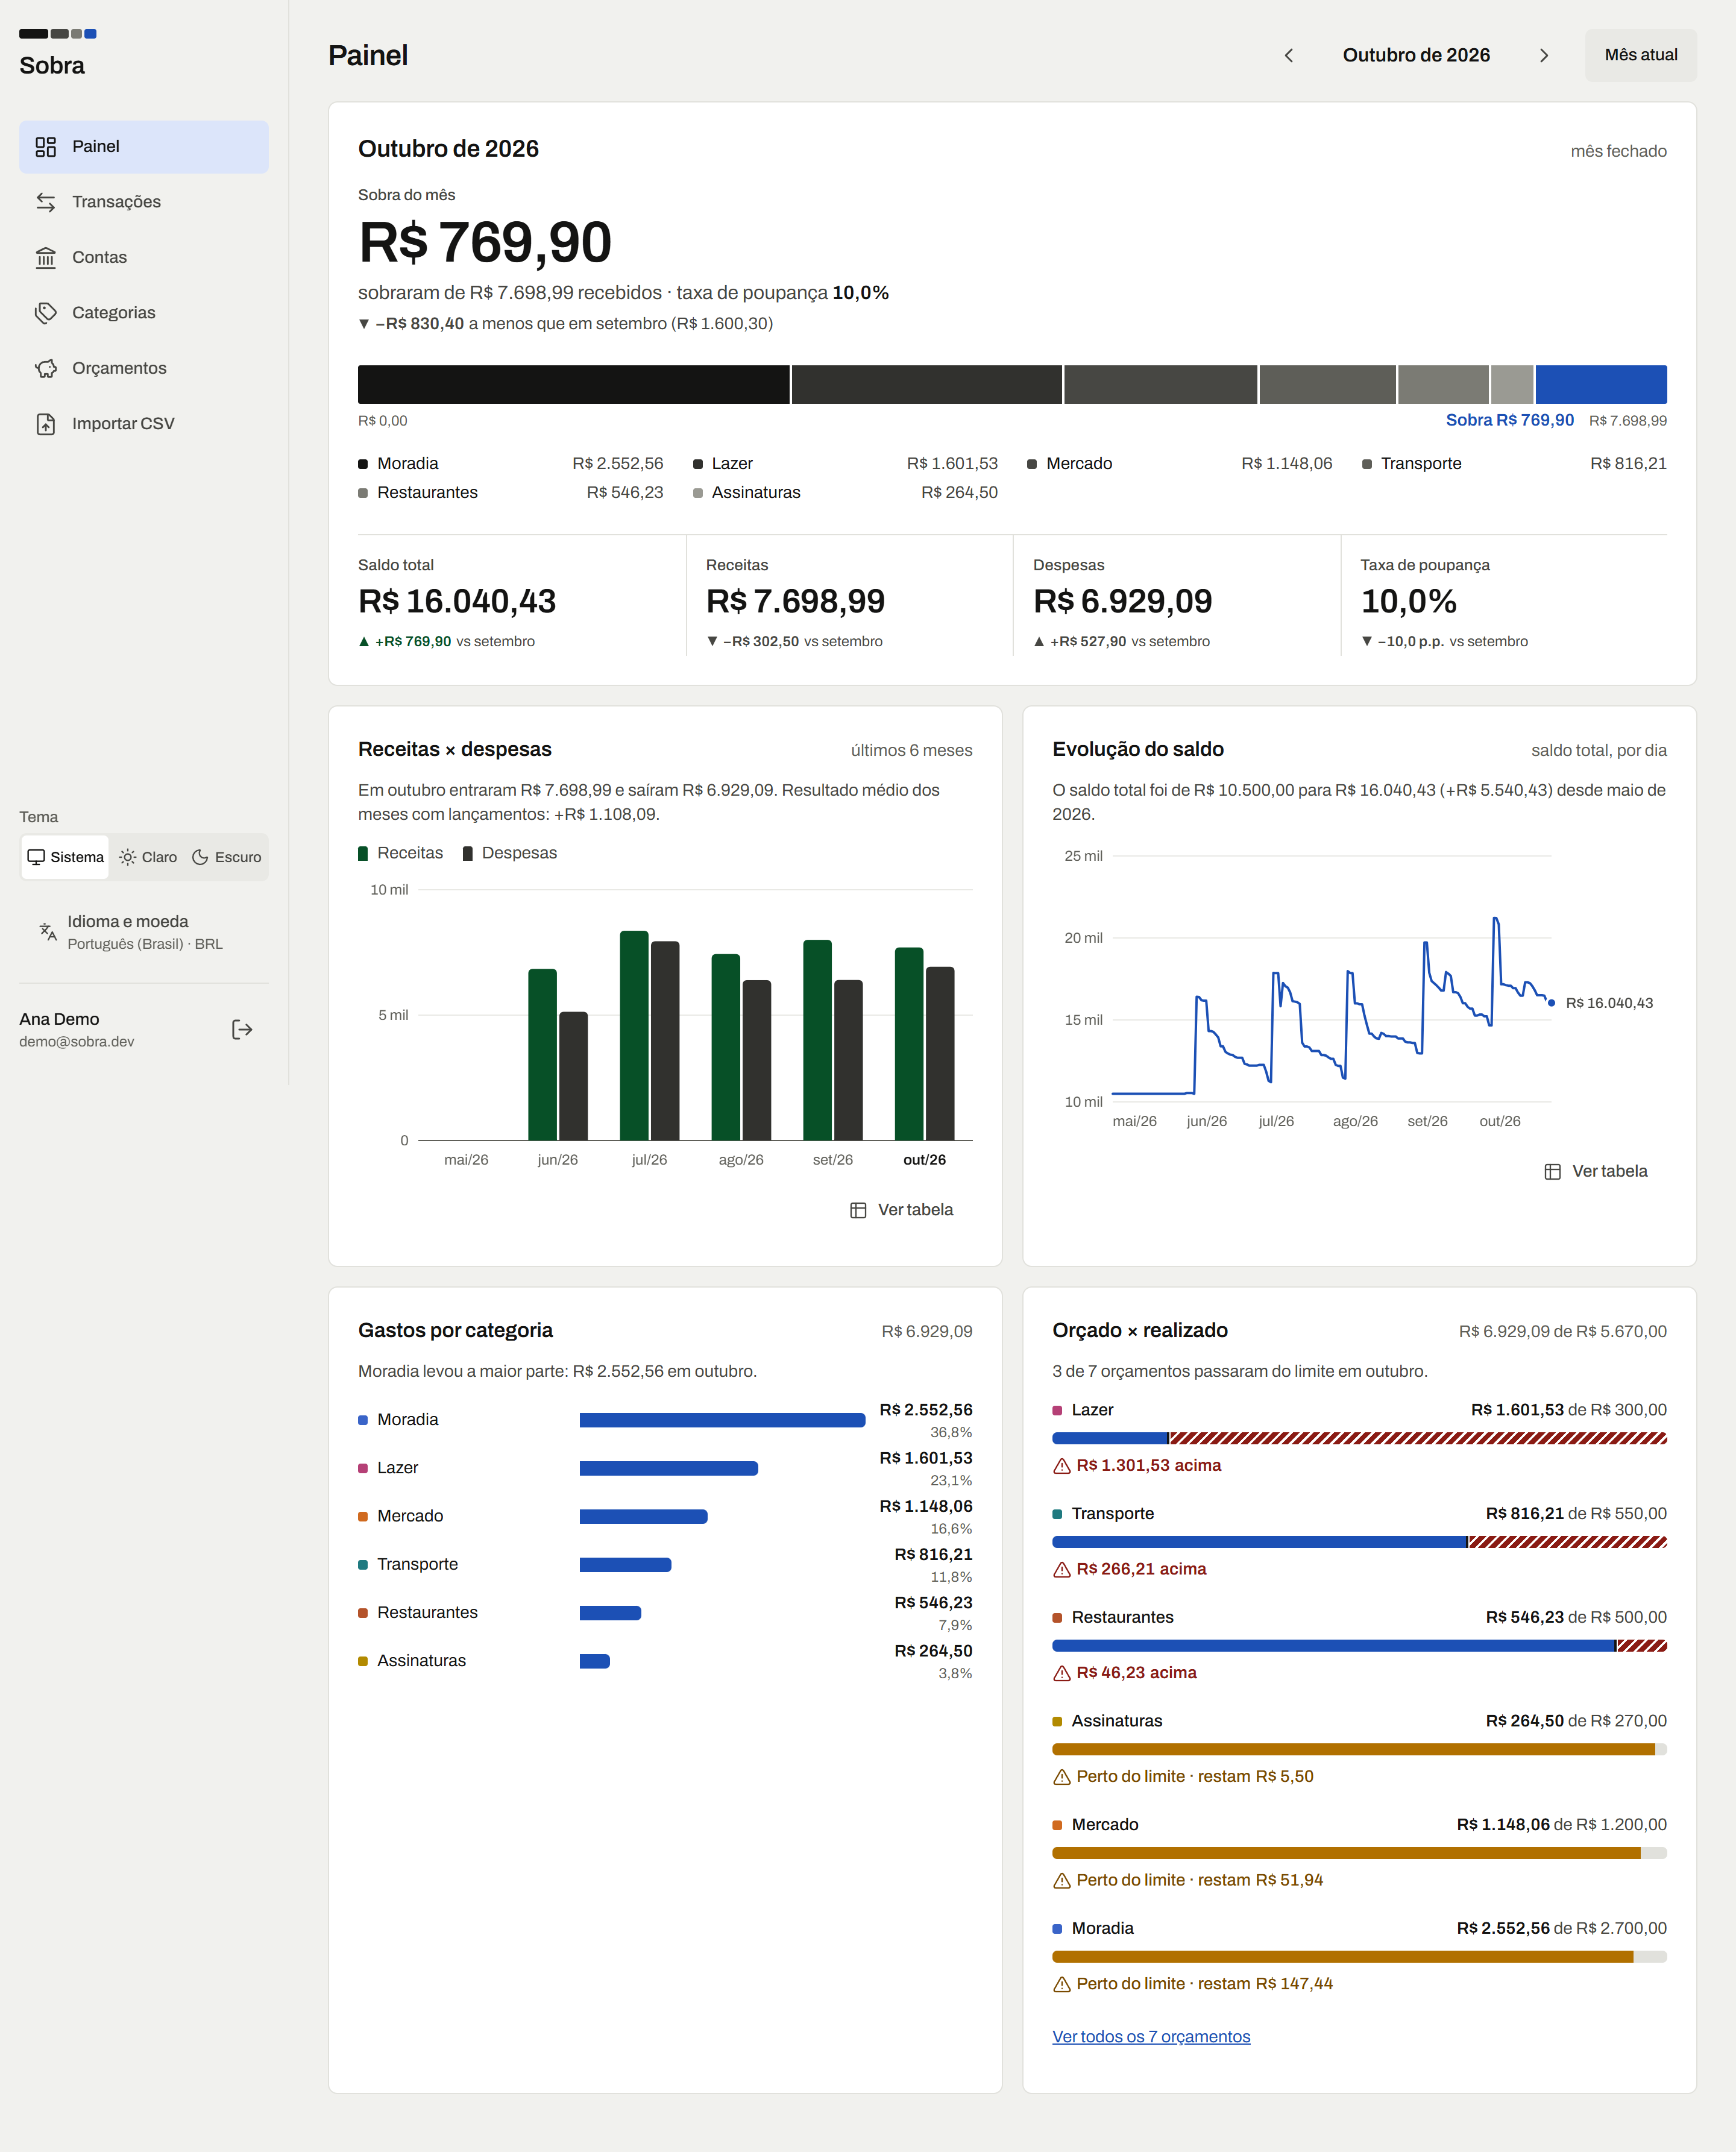 Sobra
Painel
Transações
Contas
Categorias
Orçamentos
Importar CSV
Tema
Sistema Claro Escuro
Idioma e moeda
Português (Brasil) · BRL
Ana Demo
demo@sobra.dev
Painel
Outubro de 2026
Mês atual
Outubro de 2026
mês fechado
Sobra do mês
R$ 769,90
sobraram de R$ 7.698,99 recebidos · taxa de poupança 10,0%
▼ −R$ 830,40 a menos que em setembro (R$ 1.600,30)
R$ 0,00
Sobra R$ 769,90 R$ 7.698,99
Moradia R$ 2.552,56
Lazer R$ 1.601,53
Mercado R$ 1.148,06
Transporte R$ 816,21
Restaurantes R$ 546,23
Assinaturas R$ 264,50
Saldo total
R$ 16.040,43
▲ +R$ 769,90 vs setembro
Receitas
R$ 7.698,99
▼ −R$ 302,50 vs setembro
Despesas
R$ 6.929,09
▲ +R$ 527,90 vs setembro
Taxa de poupança
10,0%
▼ −10,0 p.p. vs setembro
Receitas × despesas
últimos 6 meses
Em outubro entraram R$ 7.698,99 e saíram R$ 6.929,09. Resultado médio dos
meses com lançamentos: +R$ 1.108,09.
Receitas Despesas
10 mil
5 mil
0
mai/26 jun/26 jul/26 ago/26 set/26 out/26
Ver tabela
Evolução do saldo
saldo total, por dia
O saldo total foi de R$ 10.500,00 para R$ 16.040,43 (+R$ 5.540,43) desde maio de
2026.
25 mil
20 mil
15 mil
10 mil
R$ 16.040,43
mai/26 jun/26 jul/26 ago/26 set/26 out/26
Ver tabela
Gastos por categoria
R$ 6.929,09
Moradia levou a maior parte: R$ 2.552,56 em outubro.
Moradia R$ 2.552,56
36,8%
Lazer R$ 1.601,53
23,1%
Mercado R$ 1.148,06
16,6%
Transporte R$ 816,21
11,8%
Restaurantes R$ 546,23
7,9%
Assinaturas R$ 264,50
3,8%
Orçado × realizado
R$ 6.929,09 de R$ 5.670,00
3 de 7 orçamentos passaram do limite em outubro.
Lazer R$ 1.601,53 de R$ 300,00
R$ 1.301,53 acima
Transporte R$ 816,21 de R$ 550,00
R$ 266,21 acima
Restaurantes R$ 546,23 de R$ 500,00
R$ 46,23 acima
Assinaturas R$ 264,50 de R$ 270,00
Perto do limite · restam R$ 5,50
Mercado R$ 1.148,06 de R$ 1.200,00
Perto do limite · restam R$ 51,94
Moradia R$ 2.552,56 de R$ 2.700,00
Perto do limite · restam R$ 147,44
Ver todos os 7 orçamentos